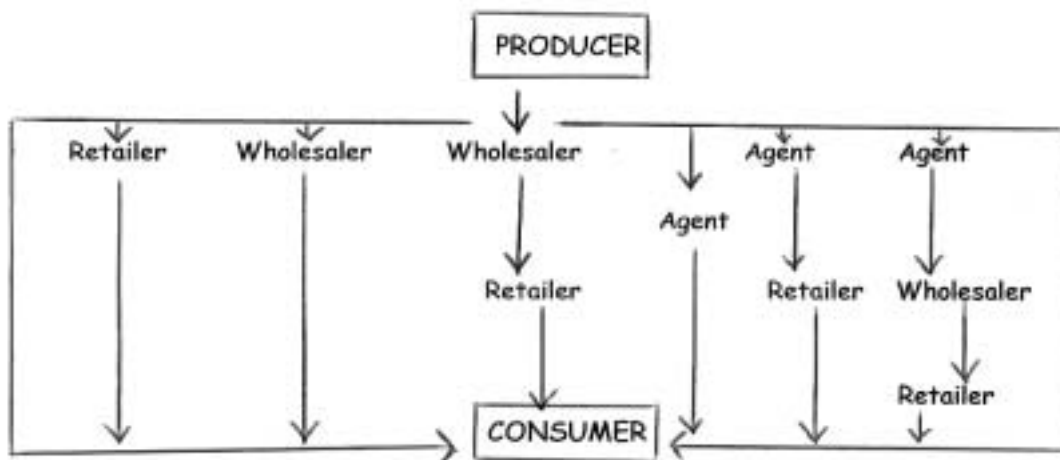 PRODUCER
Retailer Wholesaler Wholesaler Agent Agent
Agent
Retailer Retailer Wholesaler
Retailer
CONSUMER